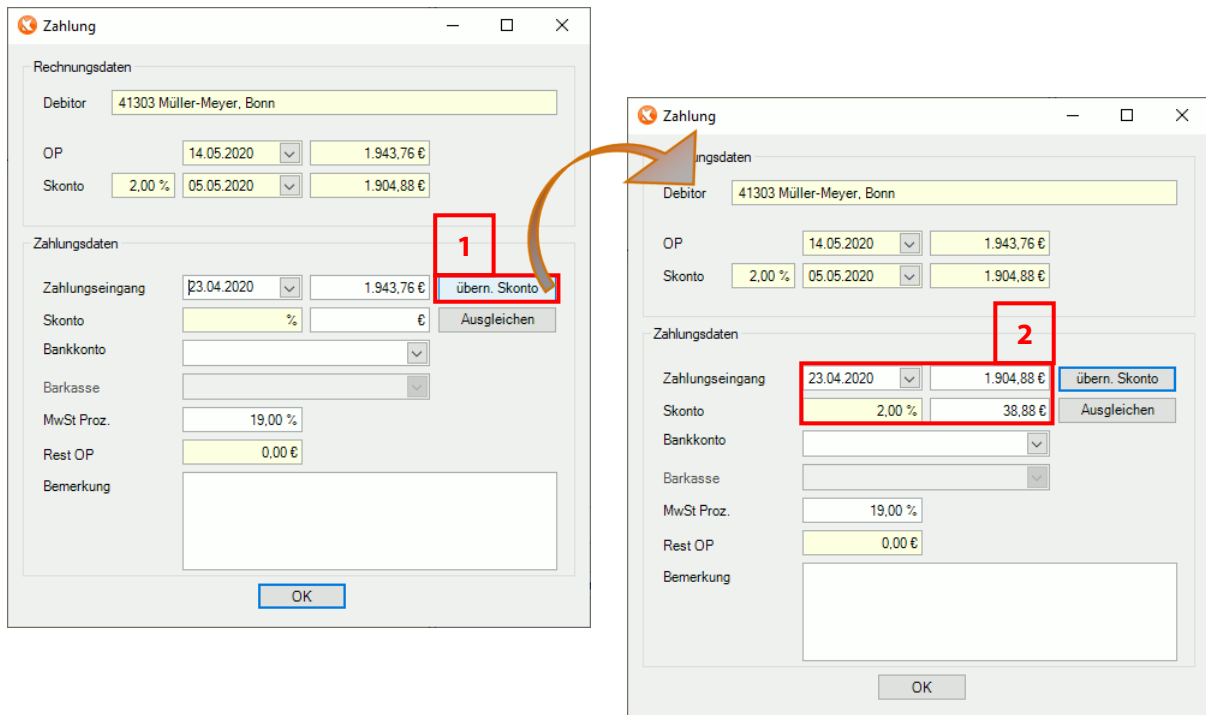 Zahlung
Rechnungsdaten
Debitor 41303 Müller-Meyer, Bonn
OP 14.05.2020 1.943,76 €
Skonto 2,00 % 05.05.2020 1.904,88 €
Zahlungsdaten
1
Zahlungseingang 23.04.2020 1.943,76 € übern. Skonto
Skonto % € Ausgleichen
Bankkonto
Barkasse
MwSt Proz. 19,00 %
Rest OP 0,00 €
Bemerkung
OK
Zahlung
ungsdaten
Debitor 41303 Müller-Meyer, Bonn
OP 14.05.2020 1.943,76 €
Skonto 2,00 % 05.05.2020 1.904,88 €
Zahlungsdaten
2
Zahlungseingang 23.04.2020 1.904,88 € übern. Skonto
Skonto 2,00 % 38,88 € Ausgleichen
Bankkonto
Barkasse
MwSt Proz. 19,00 %
Rest OP 0,00 €
Bemerkung
OK